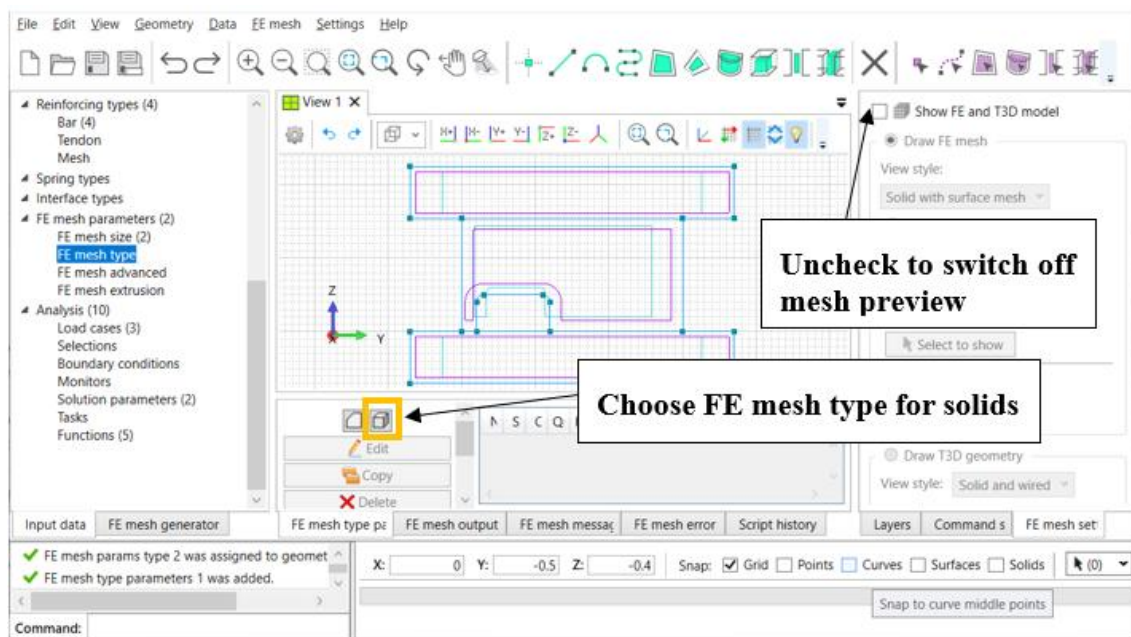 File Edit View Geometry Data FE mesh Settings Help
Reinforcing types (4)
Bar (4)
Tendon
Mesh
Spring types
Interface types
FE mesh parameters (2)
FE mesh size (2)
FE mesh type
FE mesh advanced
FE mesh extrusion
Analysis (10)
Load cases (3)
Selections
Boundary conditions
Monitors
Solution parameters (2)
Tasks
Functions (5)
Input data FE mesh generator
View 1
X+ X- Y+ Y- Z+ Z-
Z
Y
Show FE and T3D model
Draw FE mesh
View style:
Solid with surface mesh
Uncheck to switch off
mesh preview
Select to show
Choose FE mesh type for solids
N S C Q
Edit
Copy
Delete
Draw T3D geometry
View style: Solid and wired
FE mesh type pa FE mesh output FE mesh messag FE mesh error Script history
Layers Command s FE mesh set
FE mesh params type 2 was assigned to geomet
FE mesh type parameters 1 was added.
Command:
X: 0 Y: -0.5 Z: -0.4 Snap: Grid Points Curves Surfaces Solids (0)
Snap to curve middle points